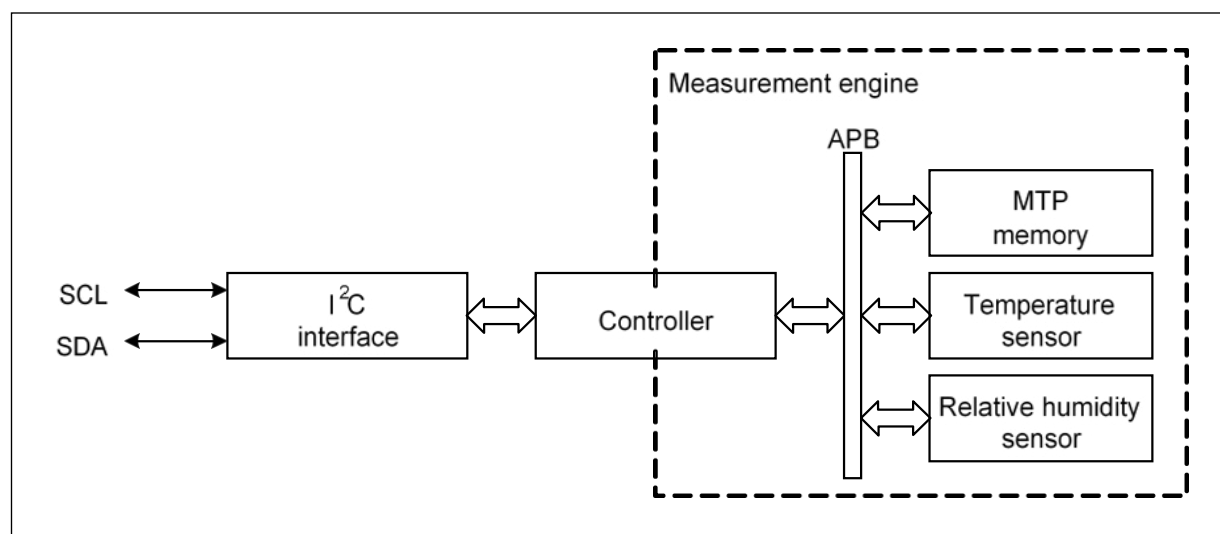 Measurement engine
APB
MTP
memory
SCL
SDA
I²C
interface
Controller
Temperature
sensor
Relative humidity
sensor